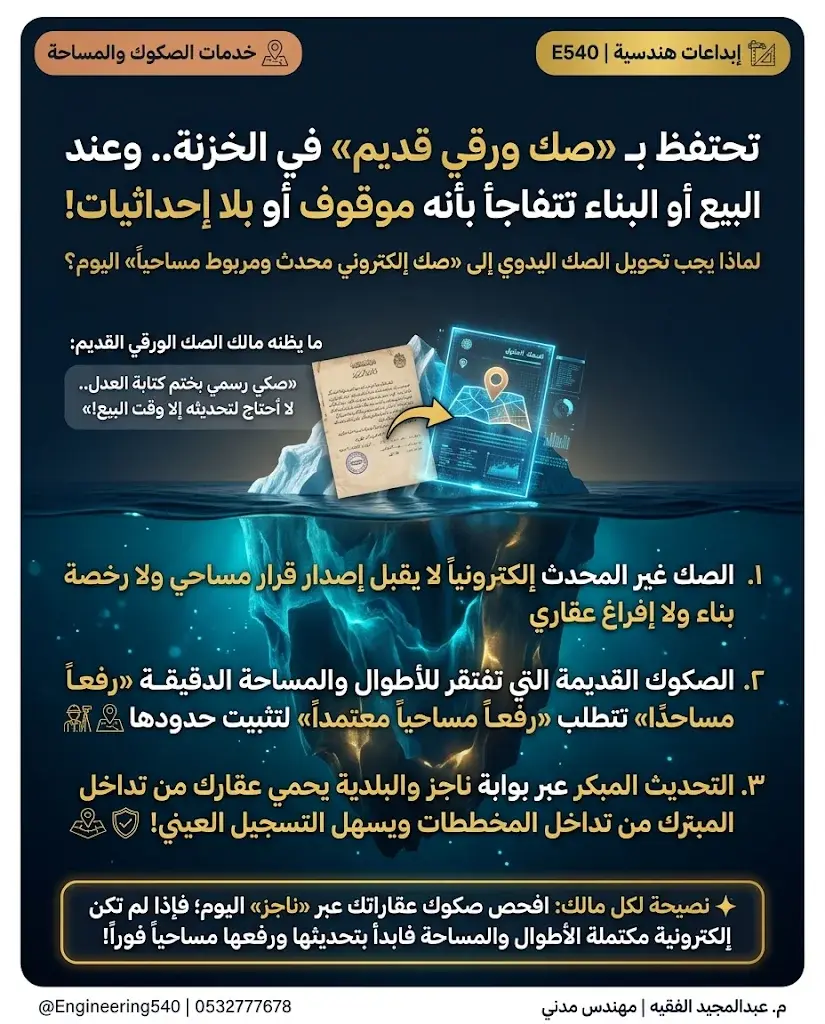 إبداعات هندسية | E540
خدمات الصكوك والمساحة
تحتفظ بـ «صك ورقي قديم» في الخزنة.. وعند
البيع أو البناء تتفاجأ بأنه موقوف أو بلا إحداثيات!
لماذا يجب تحويل الصك اليدوي إلى «صك إلكتروني محدث ومربوط مساحياً» اليوم؟
ما يظنه مالك الصك الورقي القديم:
«صكي رسمي بختم كتابة العدل..
لا أحتاج لتحديثه إلا وقت البيع!»
١. الصك غير المحدث إلكترونياً لا يقبل إصدار قرار مساحي ولا رخصة
بناء ولا إفراغ عقاري
٢. الصكوك القديمة التي تفتقر للأطوال والمساحة الدقيقة «رفعاً
مساحدًا» تتطلب «رفعاً مساحياً معتمداً» لتثبيت حدودها
٣. التحديث المبكر عبر بوابة ناجز والبلدية يحمي عقارك من تداخل
المبترك من تداخل المخططات ويسهل التسجيل العيني!
نصيحة لكل مالك: افحص صكوك عقاراتك عبر «ناجز» اليوم؛ فإذا لم تكن
إلكترونية مكتملة الأطوال والمساحة فابدأ بتحديثها ورفعها مساحياً فوراً!
م. عبدالمجيد الفقيه | مهندس مدني
@Engineering540 | 0532777678